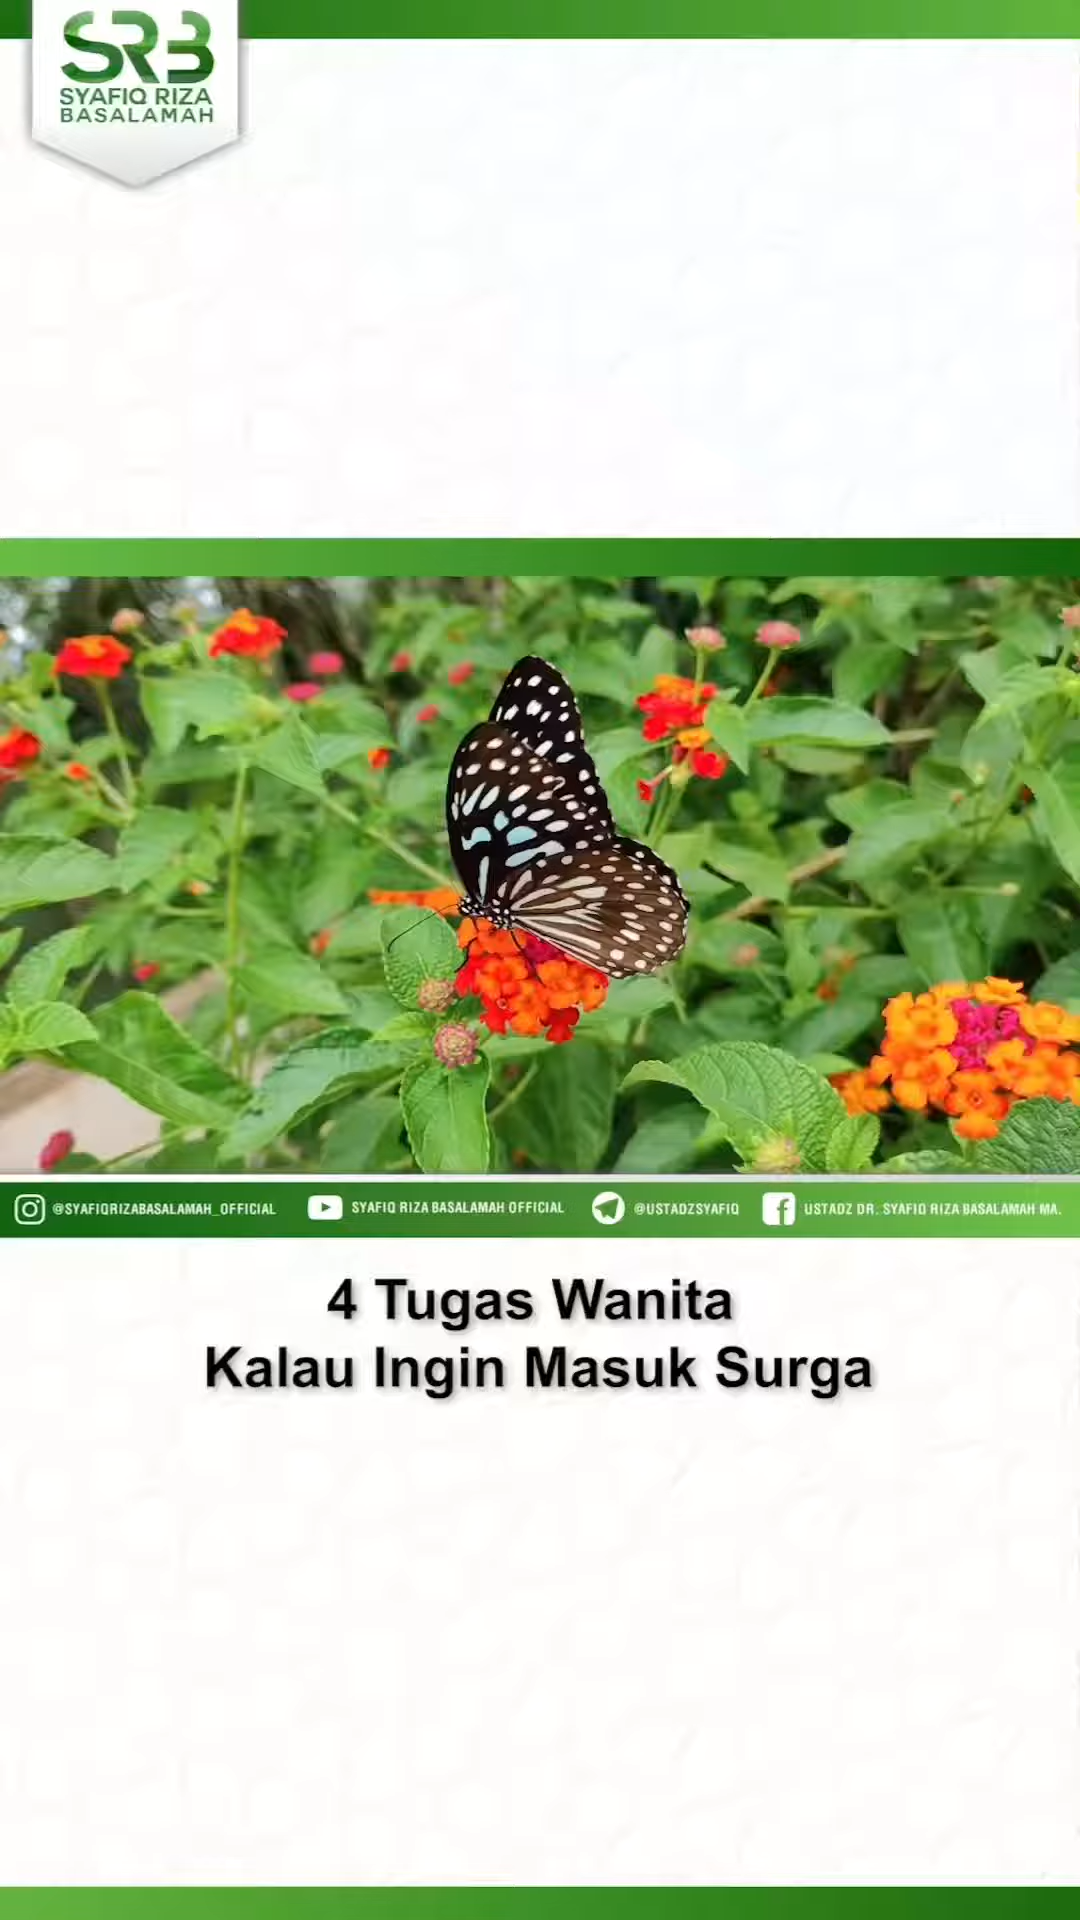 SRB
SYAFIQ RIZA
BASALAMAH
@SYAFIQRIZABASALAMAH_OFFICIAL
SYAFIQ RIZA BASALAMAH OFFICIAL
@USTADZSYAFIQ
USTADZ DR. SYAFIQ RIZA BASALAMAH MA.
4 Tugas Wanita
Kalau Ingin Masuk Surga